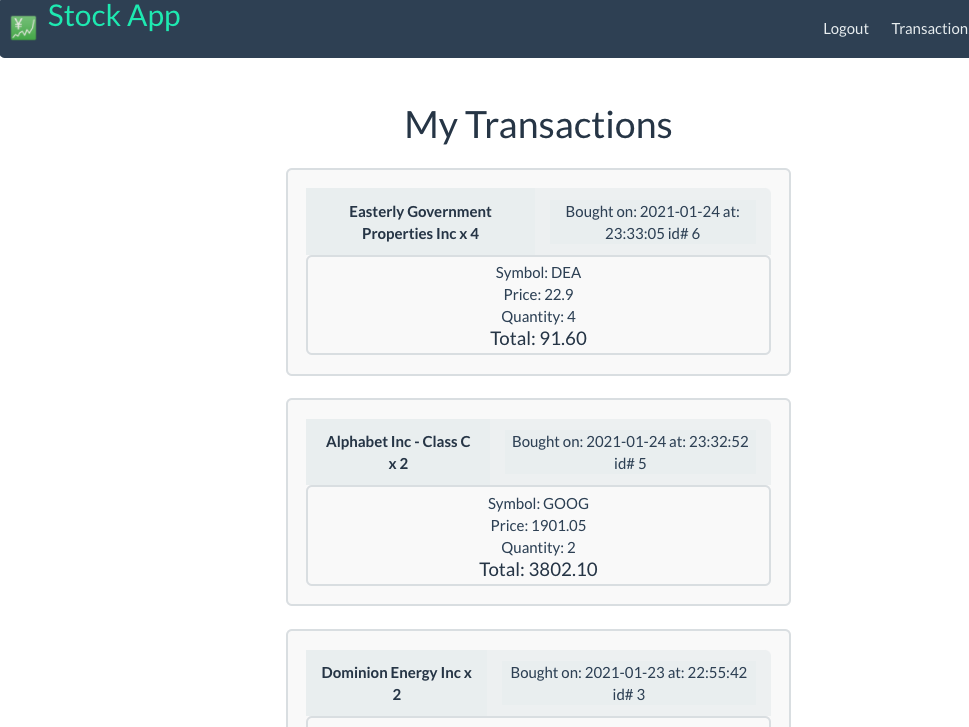 Stock App
Logout Transaction
My Transactions
Easterly Government
Properties Inc x 4
Bought on: 2021-01-24 at:
23:33:05 id# 6
Symbol: DEA
Price: 22.9
Quantity: 4
Total: 91.60
Alphabet Inc - Class C
x 2
Bought on: 2021-01-24 at: 23:32:52
id# 5
Symbol: GOOG
Price: 1901.05
Quantity: 2
Total: 3802.10
Dominion Energy Inc x
2
Bought on: 2021-01-23 at: 22:55:42
id# 3